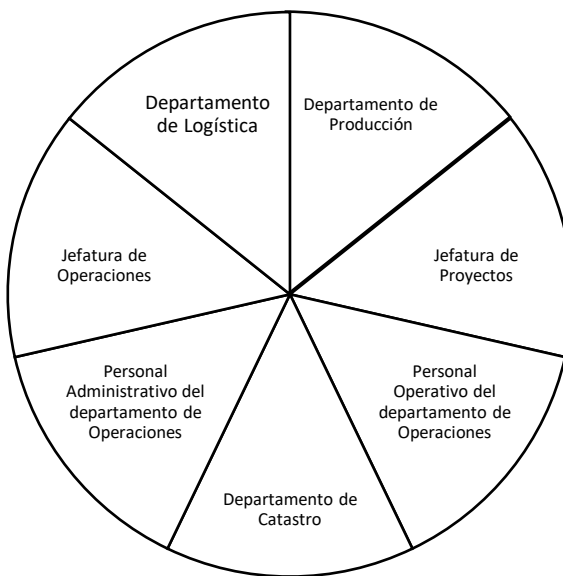 Departamento
de Logística
Departamento de
Producción
Jefatura de
Operaciones
Jefatura de
Proyectos
Personal
Administrativo del
departamento de
Operaciones
Personal
Operativo del
departamento de
Operaciones
Departamento de
Catastro